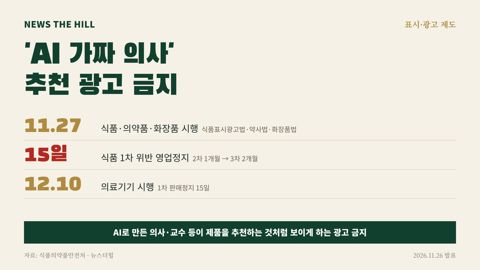 NEWS THE HILL
표시·광고 제도
‘AI 가짜 의사’
추천 광고 금지
11.27 식품·의약품·화장품 시행 식품표시광고법·약사법·화장품법
15일 식품 1차 위반 영업정지 2차 1개월→3차 2개월
12.10 의료기기 시행 1차 판매정지 15일
AI로 만든 의사·교수 등이 제품을 추천하는 것처럼 보이게 하는 광고 금지
자료: 식품의약품안전처·뉴스더힐
2026.11.26 발표